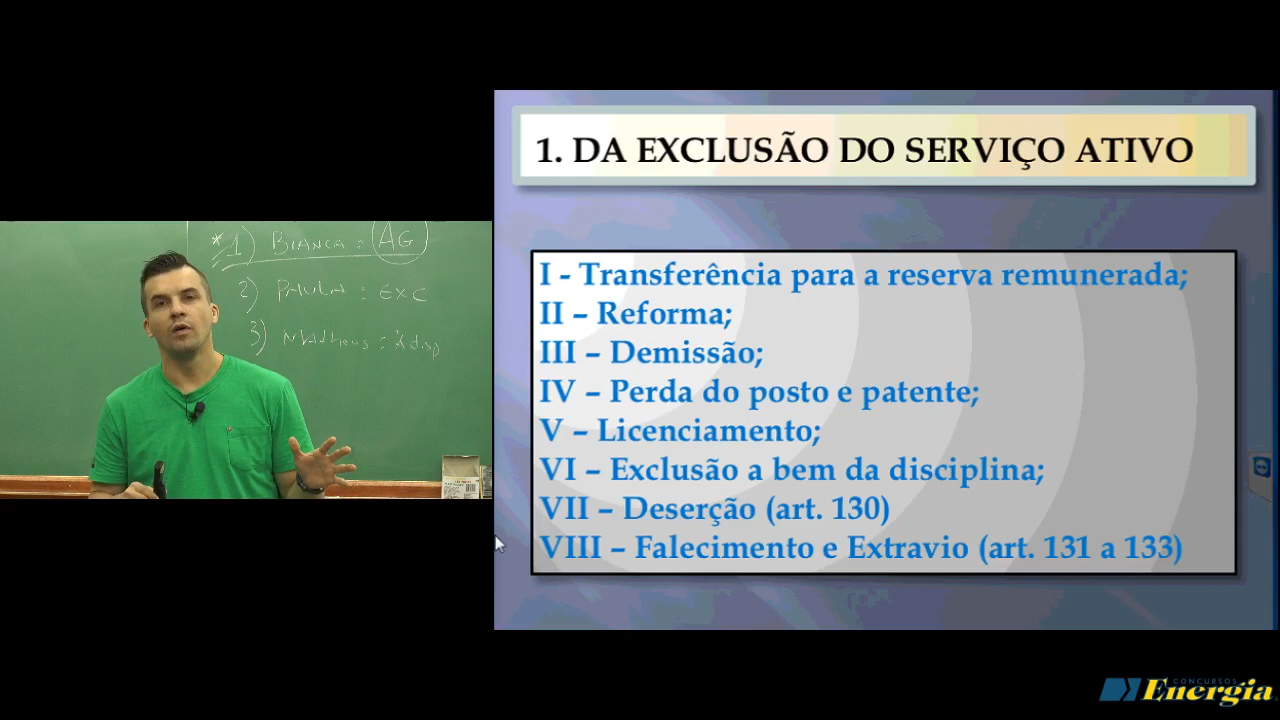 *1) BIANCA : AG
2) PAULA : EXC
3) Matheus : X disp
1. DA EXCLUSÃO DO SERVIÇO ATIVO
I - Transferência para a reserva remunerada;
II – Reforma;
III – Demissão;
IV – Perda do posto e patente;
V – Licenciamento;
VI – Exclusão a bem da disciplina;
VII – Deserção (art. 130)
VIII – Falecimento e Extravio (art. 131 a 133)
CONCURSOS
Energia